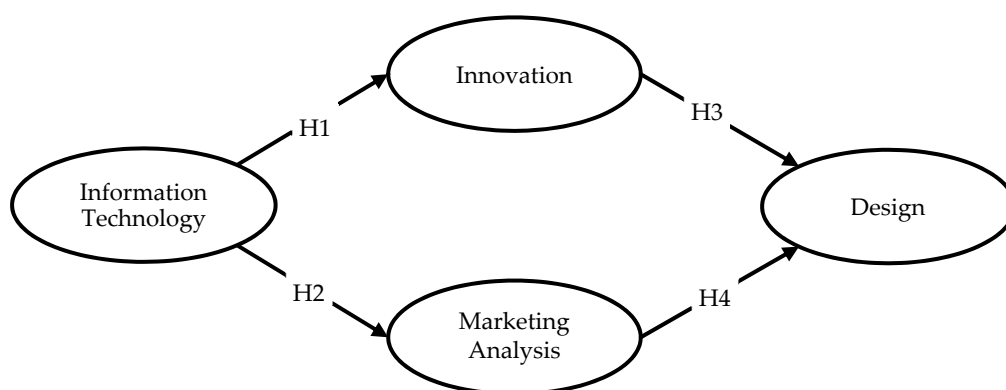 Innovation
H1
H3
Information
Technology
Design
H2
H4
Marketing
Analysis